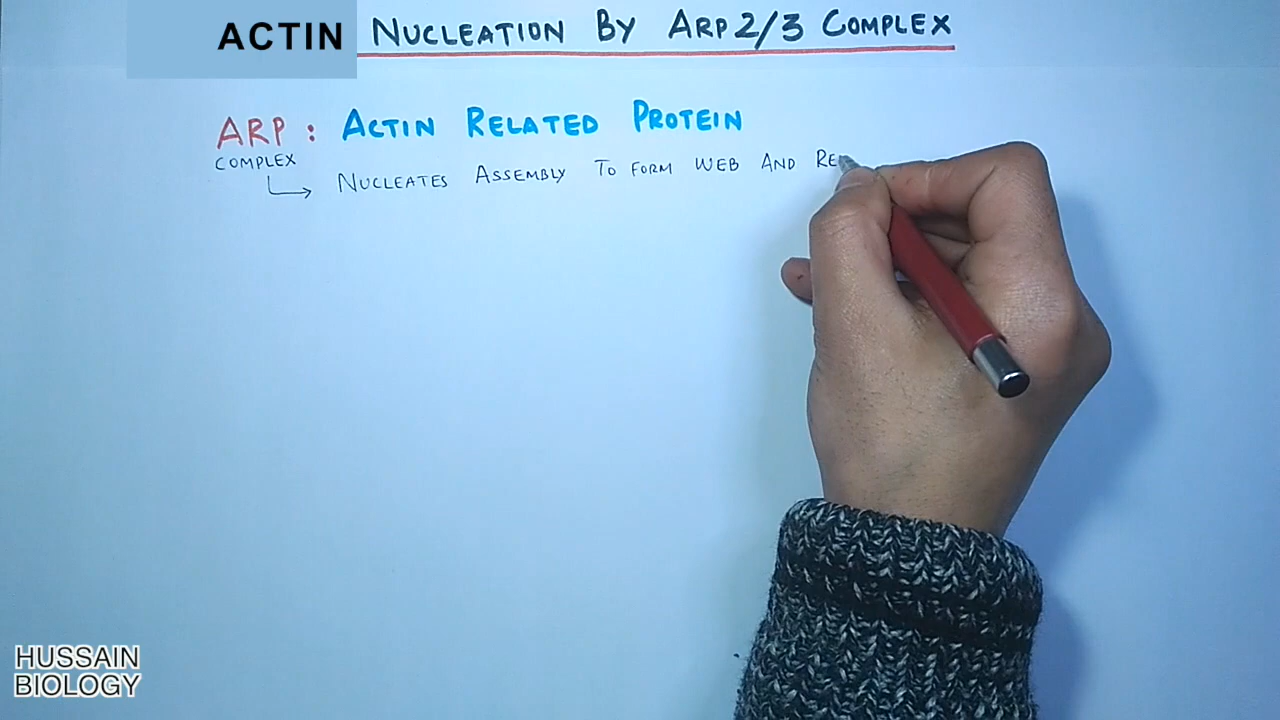 ACTIN NUCLEATION BY ARP2/3 COMPLEX
ARP : ACTIN RELATED PROTEIN
COMPLEX
NUCLEATES ASSEMBLY TO FORM WEB AND RE
HUSSAIN
BIOLOGY